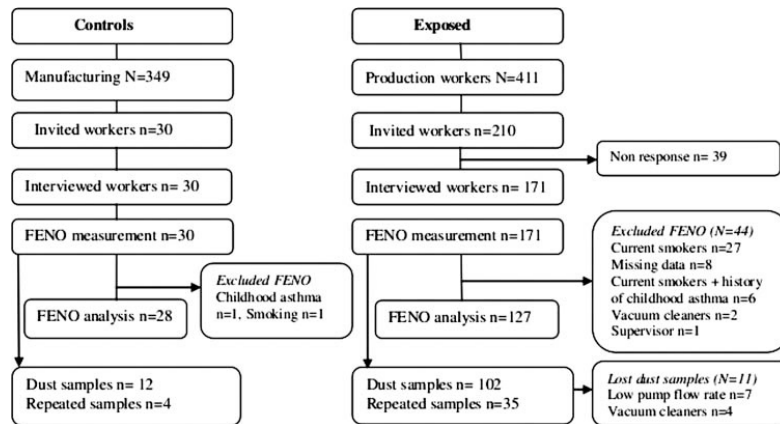 Controls
Manufacturing N=349
Invited workers n=30
Interviewed workers n= 30
FENO measurement n=30
Excluded FENO
Childhood asthma
n=1, Smoking n=1
FENO analysis n=28
Dust samples n= 12
Repeated samples n=4
Exposed
Production workers N=411
Invited workers n=210
Non response n= 39
Interviewed workers n= 171
FENO measurement n=171
Excluded FENO (N=44)
Current smokers n=27
Missing data n=8
Current smokers + history
of childhood asthma n=6
Vacuum cleaners n=2
Supervisor n=1
FENO analysis n=127
Dust samples n= 102
Repeated samples n=35
Lost dust samples (N=11)
Low pump flow rate n=7
Vacuum cleaners n=4